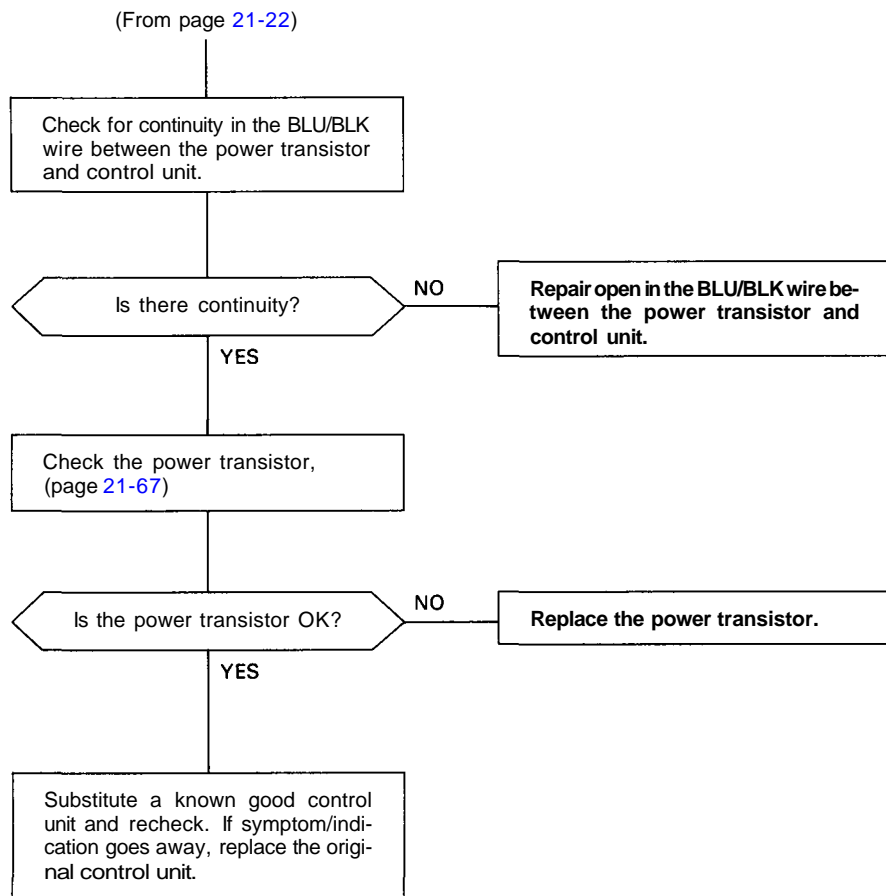 (From page 21-22)
Check for continuity in the BLU/BLK
wire between the power transistor
and control unit.
Is there continuity?
NO
Repair open in the BLU/BLK wire be-
tween the power transistor and
control unit.
YES
Check the power transistor,
(page 21-67)
Is the power transistor OK?
NO
Replace the power transistor.
YES
Substitute a known good control
unit and recheck. If symptom/indi-
cation goes away, replace the origi-
nal control unit.